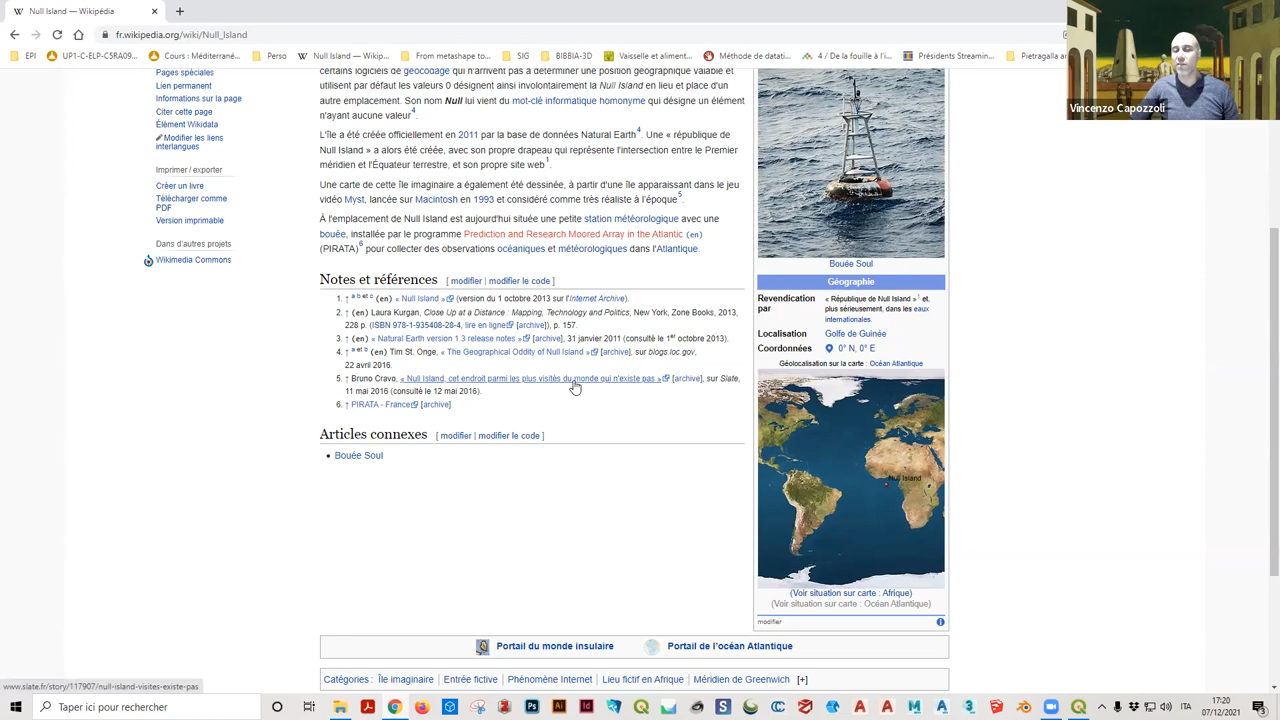 Null Island — Wikipédia
fr.wikipedia.org/wiki/Null_Island
EPI
UP1-C-ELP-C5RA09...
Cours : Méditerrané...
Perso
Null Island — Wikip...
From metashape to...
SIG
BIBBIA-3D
Vaisselle et aliment...
Méthode de datati...
4 / De la fouille à l'i...
Présidents Streamin...
Pietragalla
Vincenzo Capozzoli
Pages spéciales
Lien permanent
Informations sur la page
Citer cette page
Élément Wikidata
Modifier les liens
interlangues
Imprimer / exporter
Créer un livre
Télécharger comme
PDF
Version imprimable
Dans d'autres projets
Wikimedia Commons
certains logiciels de géocodage qui n'arrivent pas à déterminer une position géographique valable et
utilisent par défaut les valeurs 0 désignent ainsi involontairement la Null Island en lieu et place d'un
autre emplacement. Son nom Null lui vient du mot-clé informatique homonyme qui désigne un élément
n'ayant aucune valeur4.
L'île a été créée officiellement en 2011 par la base de données Natural Earth4. Une « république de
Null Island » a alors été créée, avec son propre drapeau qui représente l'intersection entre le Premier
méridien et l'Équateur terrestre, et son propre site web1.
Une carte de cette île imaginaire a également été dessinée, à partir d'une île apparaissant dans le jeu
vidéo Myst, lancée sur Macintosh en 1993 et considéré comme très réaliste à l'époque5.
À l'emplacement de Null Island est aujourd'hui située une petite station météorologique avec une
bouée, installée par le programme Prediction and Research Moored Array in the Atlantic (en)
(PIRATA)6 pour collecter des observations océaniques et météorologiques dans l'Atlantique.
Notes et références [ modifier | modifier le code ]
1. ↑ a b et c (en) « Null Island » (version du 1 octobre 2013 sur l'Internet Archive).
2. ↑ (en) Laura Kurgan, Close Up at a Distance : Mapping, Technology and Politics, New York, Zone Books, 2013,
228 p. (ISBN 978-1-935408-28-4, lire en ligne [archive]), p. 157.
3. ↑ (en) « Natural Earth version 1.3 release notes » [archive], 31 janvier 2011 (consulté le 1er octobre 2013).
4. ↑ a et b (en) Tim St. Onge, « The Geographical Oddity of Null Island » [archive], sur blogs.loc.gov,
22 avril 2016.
5. ↑ Bruno Cravo, « Null Island, cet endroit parmi les plus visités du monde qui n'existe pas » [archive], sur Slate,
11 mai 2016 (consulté le 12 mai 2016).
6. ↑ PIRATA - France [archive]
Articles connexes [ modifier | modifier le code ]
• Bouée Soul
Bouée Soul
Géographie
Revendication
par
« République de Null Island »1 et,
plus sérieusement, dans les eaux
internationales.
Localisation Golfe de Guinée
Coordonnées 0° N, 0° E
Géolocalisation sur la carte : Océan Atlantique
Null Island
(Voir situation sur carte : Afrique)
(Voir situation sur carte : Océan Atlantique)
modifier
Portail du monde insulaire
Portail de l'océan Atlantique
Catégories : Île imaginaire | Entrée fictive | Phénomène Internet | Lieu fictif en Afrique | Méridien de Greenwich [+]
www.slate.fr/story/117907/null-island-visites-existe-pas
Taper ici pour rechercher
ITA
17:20
07/12/2021